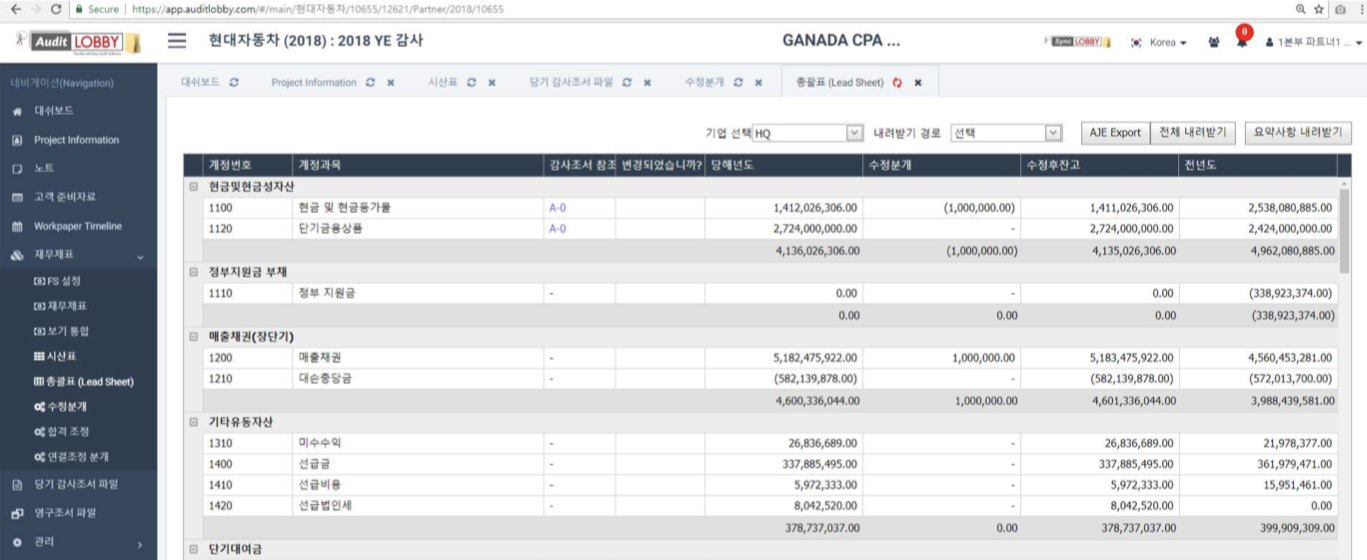 Secure https://app.auditlobby.com/#/main/현대자동차/10655/12621/Partner/2018/10655
Audit LOBBY
현대자동차 (2018) : 2018 YE 감사
GANADA CPA ...
Sync LOBBY
Korea
0
1본부 파트너1 ...
네비게이션(Navigation)
대쉬보드
Project Information
시산표
당기 감사조서 파일
수정분개
총괄표 (Lead Sheet)
대쉬보드
Project Information
노트
고객 준비자료
Workpaper Timeline
재무제표
FS 설정
재무제표
보기 통합
시산표
총괄표 (Lead Sheet)
수정분개
합격 조정
연결조정 분개
당기 감사조서 파일
영구조서 파일
관리
기업 선택 HQ 내려받기 경로 선택 AJE Export 전체 내려받기 요약사항 내려받기
계정번호 계정과목 감사조서 참조 변경되었습니까? 당해년도 수정분개 수정후잔고 전년도
현금및현금성자산
1100 현금 및 현금등가물 A-0 1,412,026,306.00 (1,000,000.00) 1,411,026,306.00 2,538,080,885.00
1120 단기금융상품 A-0 2,724,000,000.00 - 2,724,000,000.00 2,424,000,000.00
4,136,026,306.00 (1,000,000.00) 4,135,026,306.00 4,962,080,885.00
정부지원금 부채
1110 정부 지원금 - 0.00 - 0.00 (338,923,374.00)
0.00 0.00 0.00 (338,923,374.00)
매출채권(장단기)
1200 매출채권 - 5,182,475,922.00 1,000,000.00 5,183,475,922.00 4,560,453,281.00
1210 대손충당금 - (582,139,878.00) - (582,139,878.00) (572,013,700.00)
4,600,336,044.00 1,000,000.00 4,601,336,044.00 3,988,439,581.00
기타유동자산
1310 미수수익 - 26,836,689.00 - 26,836,689.00 21,978,377.00
1400 선급금 - 337,885,495.00 - 337,885,495.00 361,979,471.00
1410 선급비용 - 5,972,333.00 - 5,972,333.00 15,951,461.00
1420 선급법인세 - 8,042,520.00 - 8,042,520.00 0.00
378,737,037.00 0.00 378,737,037.00 399,909,309.00
단기대여금